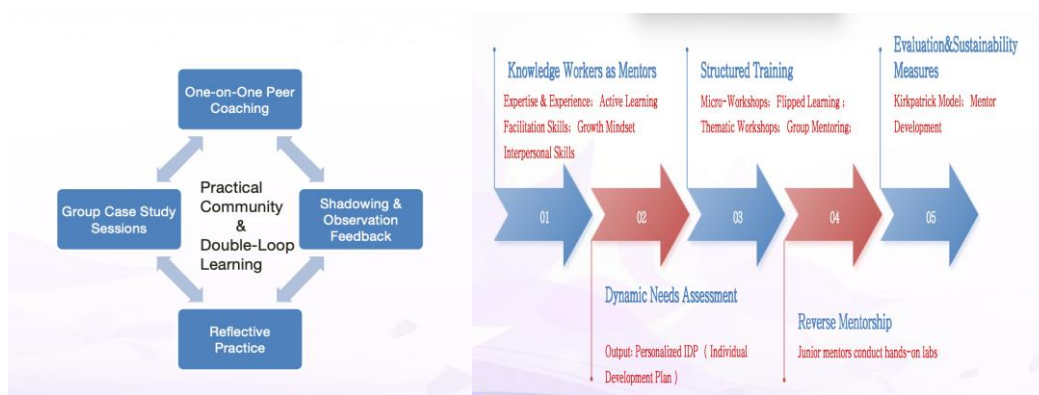 One-on-One Peer
Coaching
Group Case Study
Sessions
Practical
Community
&
Double-Loop
Learning
Shadowing &
Observation
Feedback
Reflective
Practice
Knowledge Workers as Mentors
Expertise & Experience; Active Learning
Facilitation Skills; Growth Mindset
Interpersonal Skills
Structured Training
Micro-Workshops; Flipped Learning ;
Thematic Workshops; Group Mentoring;
Evaluation&Sustainability
Measures
Kirkpatrick Model; Mentor
Development
01
02
03
04
05
Dynamic Needs Assessment
Output: Personalized IDP ( Individual
Development Plan )
Reverse Mentorship
Junior mentors conduct hands-on labs